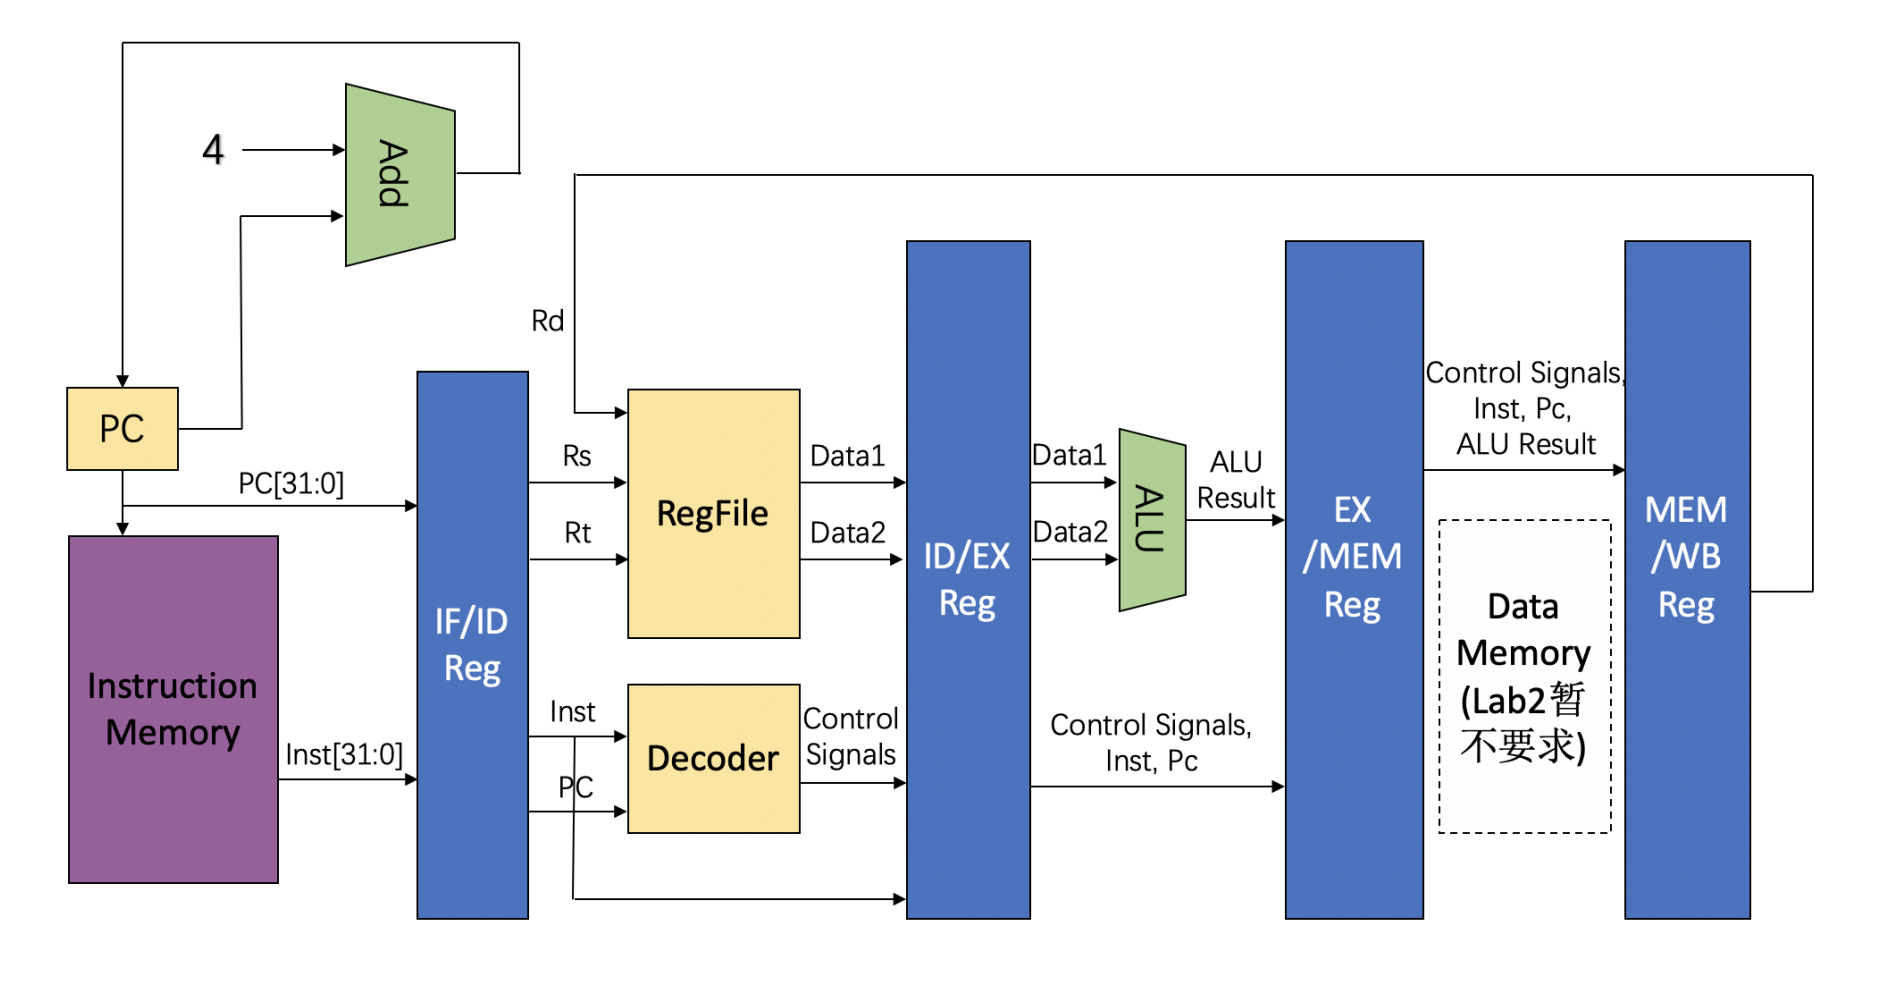 4
Add
Rd
PC
PC[31:0]
Instruction
Memory
Inst[31:0]
IF/ID
Reg
Rs
Rt
RegFile
Data1
Data2
Inst
PC
Decoder
Control
Signals
ID/EX
Reg
Data1
Data2
ALU
ALU
Result
Control Signals,
Inst, Pc
EX
/MEM
Reg
Control Signals,
Inst, Pc,
ALU Result
Data
Memory
(Lab2暂
不要求)
MEM
/WB
Reg